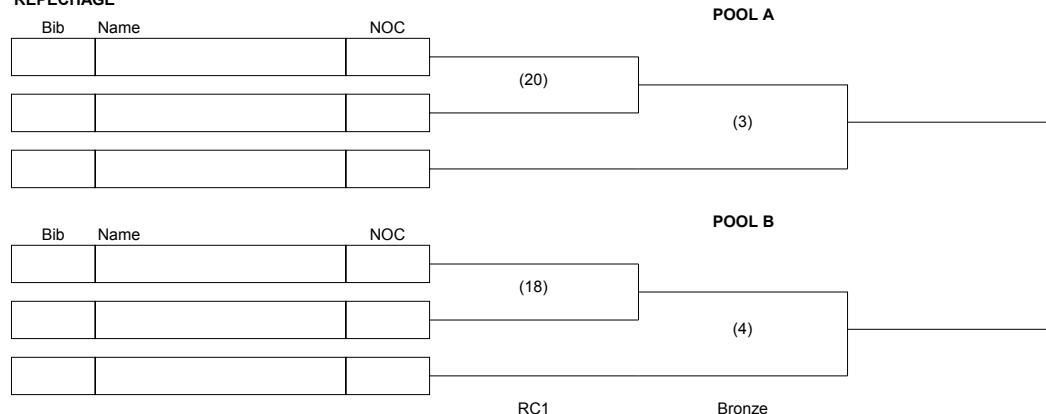 REPECHAGE
POOL A
Bib Name NOC
(20)
(3)
POOL B
Bib Name NOC
(18)
(4)
RC1 Bronze